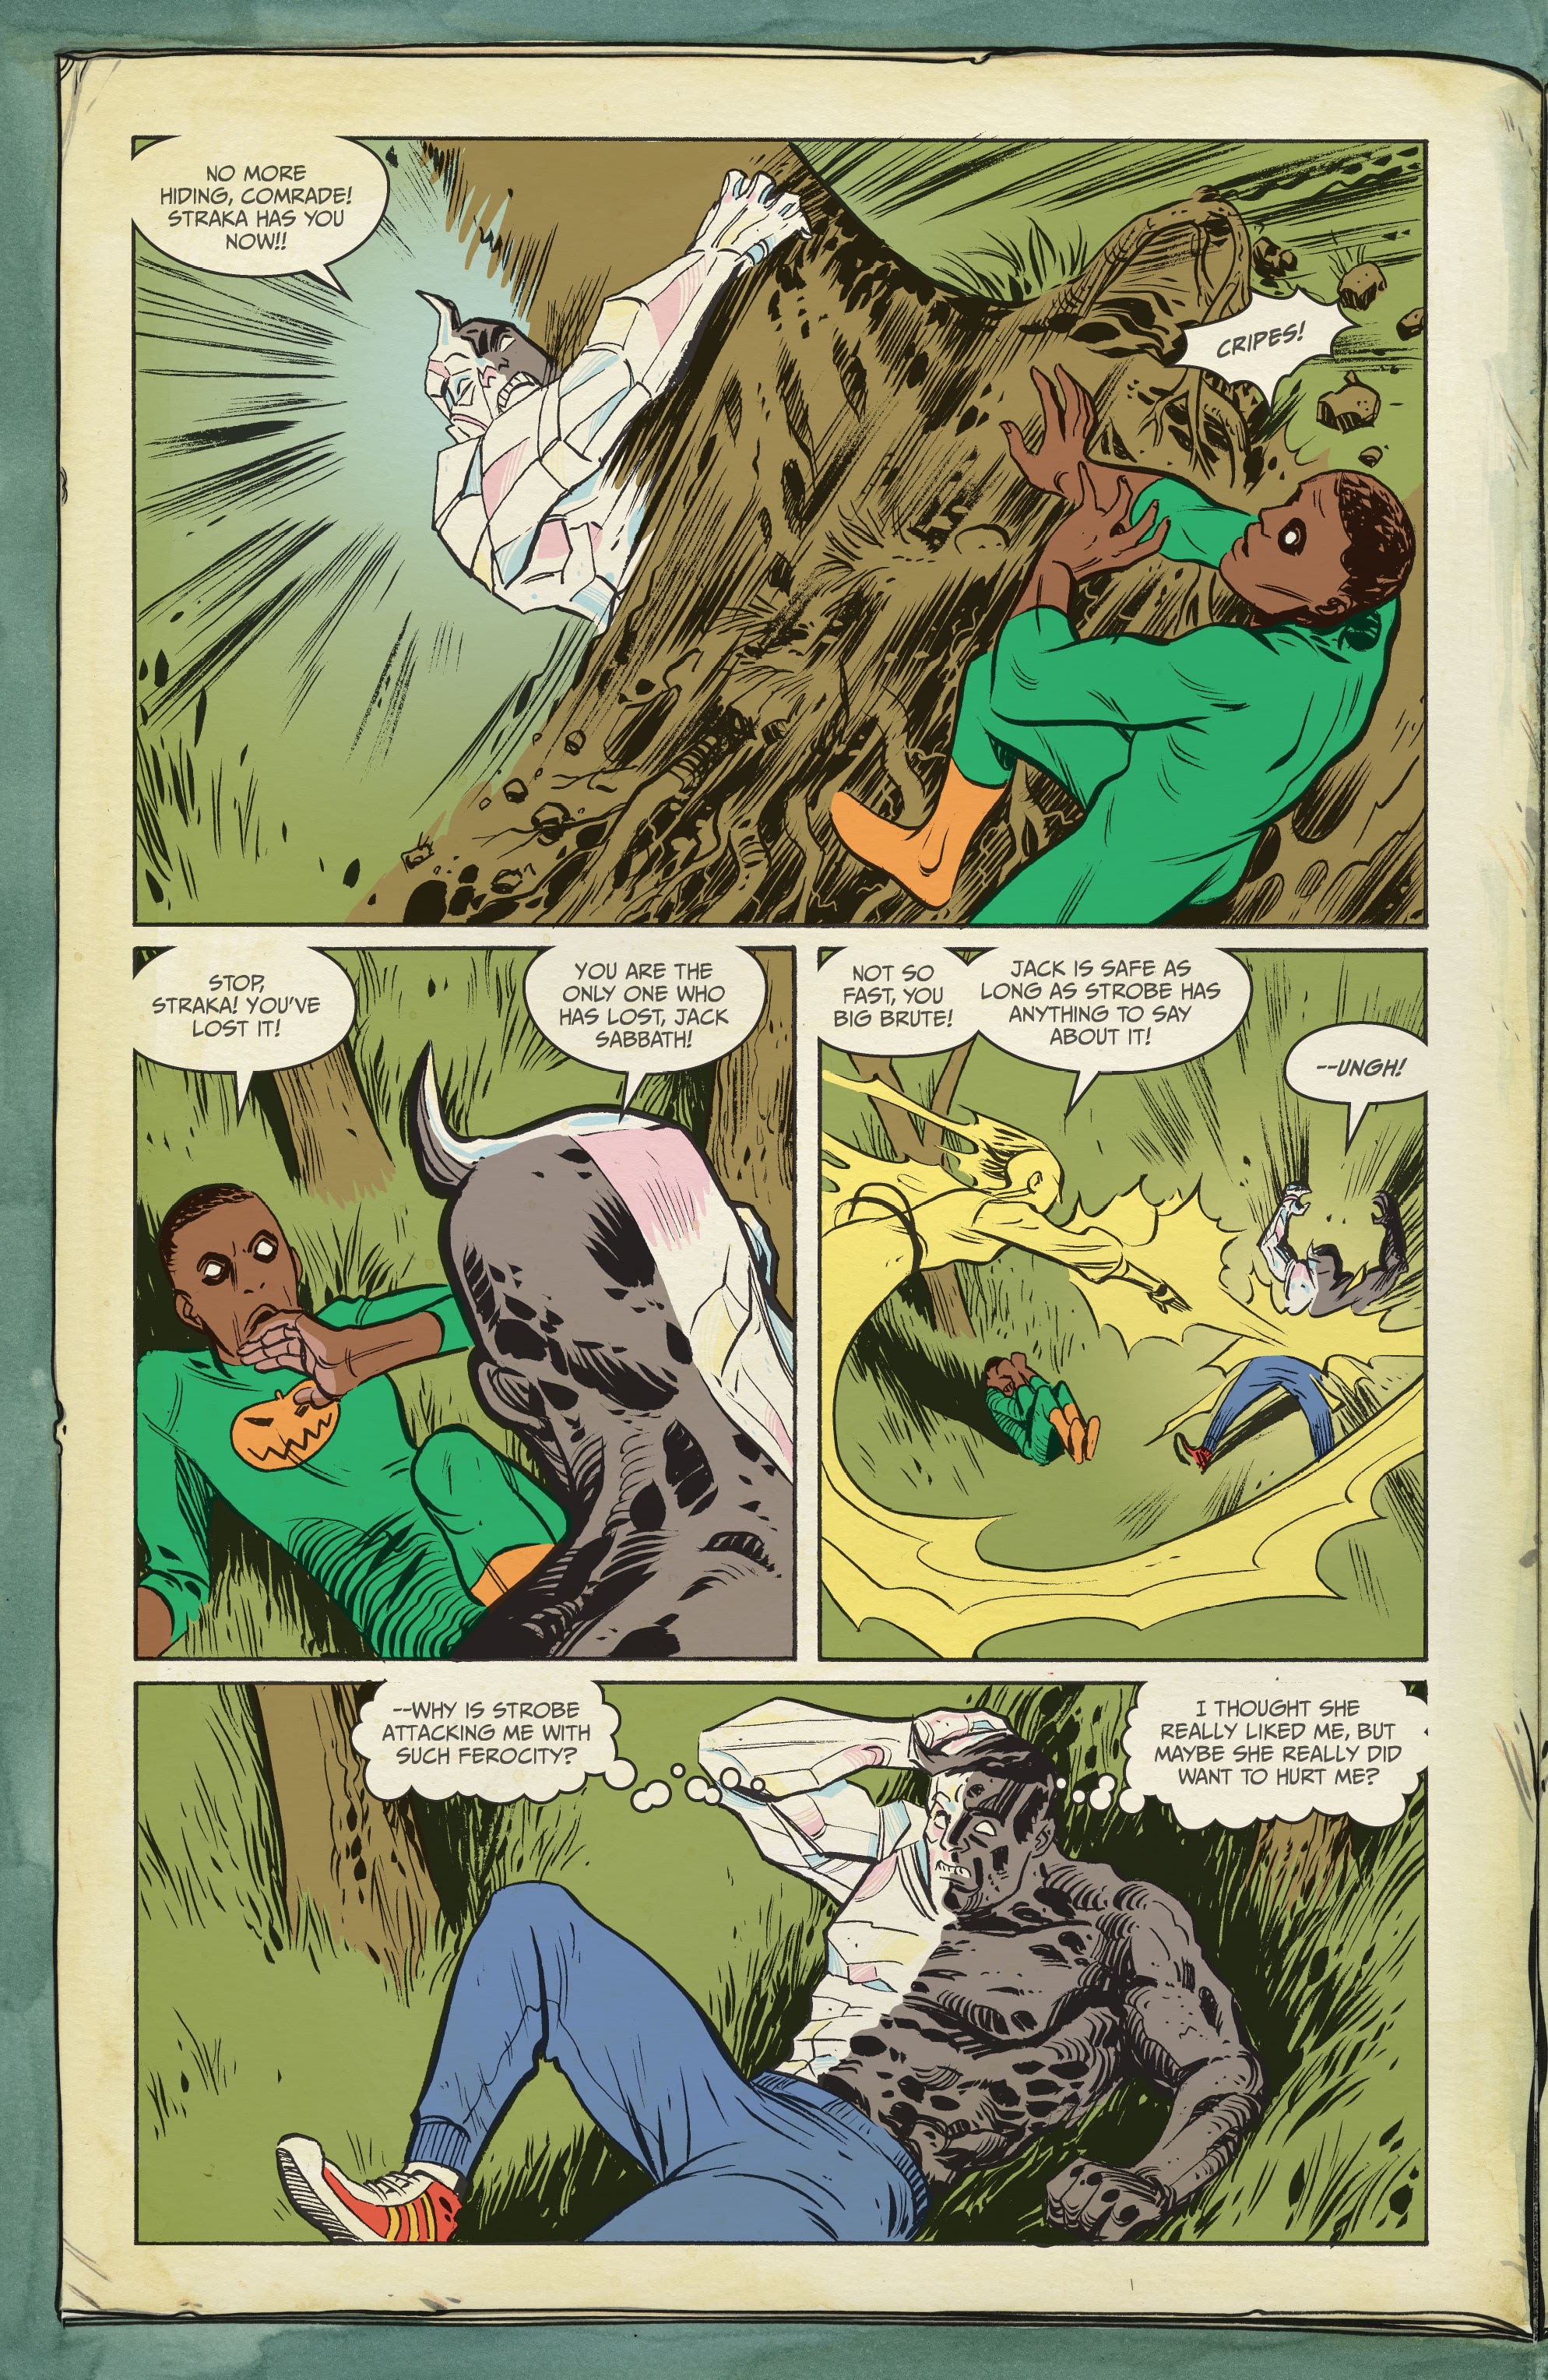 NO MORE
HIDING, COMRADE!
STRAKA HAS YOU
NOW!!
CRIPES!
STOP,
STRAKA! YOU'VE
LOST IT!
YOU ARE THE
ONLY ONE WHO
HAS LOST, JACK
SABBATH!
NOT SO
FAST, YOU
BIG BRUTE!
JACK IS SAFE AS
LONG AS STROBE HAS
ANYTHING TO SAY
ABOUT IT!
--UNGH!
--WHY IS STROBE
ATTACKING ME WITH
SUCH FEROCITY?
I THOUGHT SHE
REALLY LIKED ME, BUT
MAYBE SHE REALLY DID
WANT TO HURT ME?